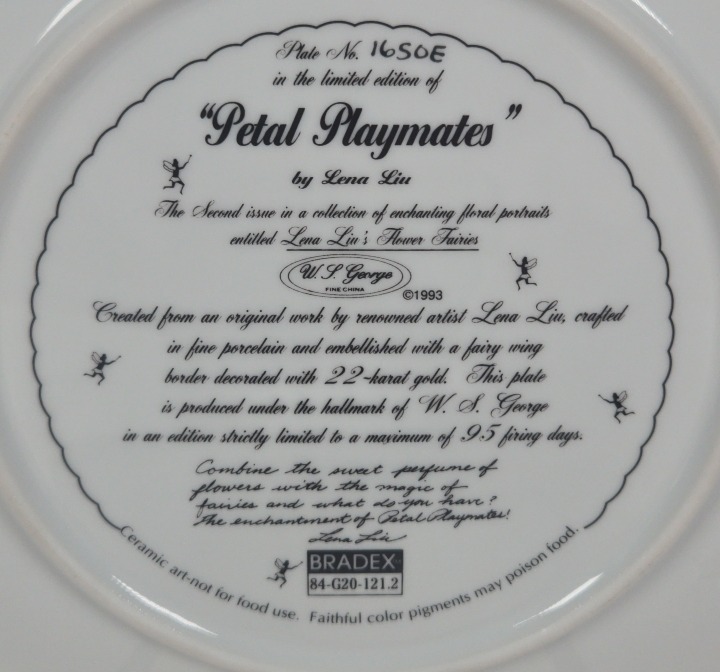 Plate No. 1650E
in the limited edition of
"Petal Playmates"
by Lena Liu
The Second issue in a collection of enchanting floral portraits
entitled Lena Liu's Flower Fairies
W. S. George
FINE CHINA
©1993
Created from an original work by renowned artist Lena Liu, crafted
in fine porcelain and embellished with a fairy wing
border decorated with 22-karat gold. This plate
is produced under the hallmark of W. S. George
in an edition strictly limited to a maximum of 95 firing days.
Combine the sweet perfume of
flowers with the magic of
fairies and what do you have?
The enchantment of Petal Playmates!
Lena Liu
BRADEX
84-G20-121.2
Ceramic art-not for food use. Faithful color pigments may poison food.